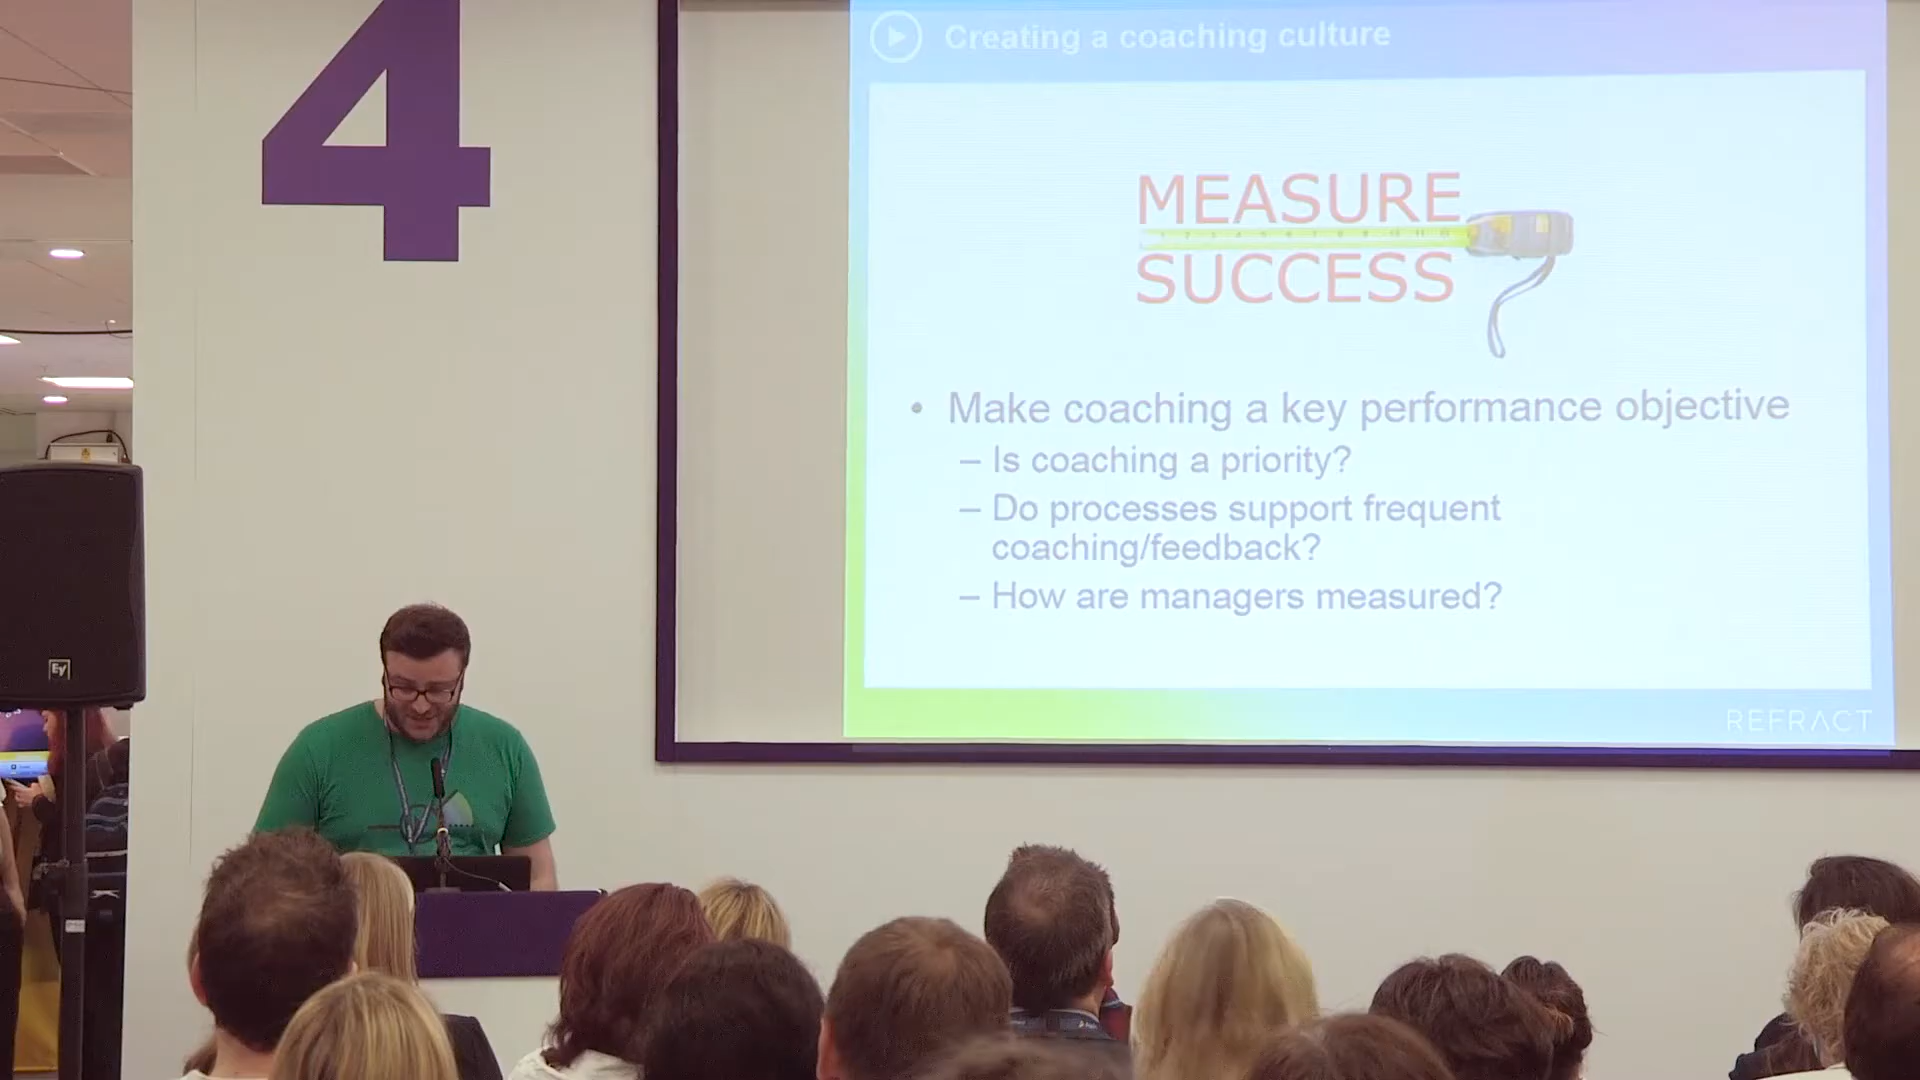 4
Creating a coaching culture
MEASURE
SUCCESS
• Make coaching a key performance objective
– Is coaching a priority?
– Do processes support frequent
coaching/feedback?
– How are managers measured?
REFRACT
EV